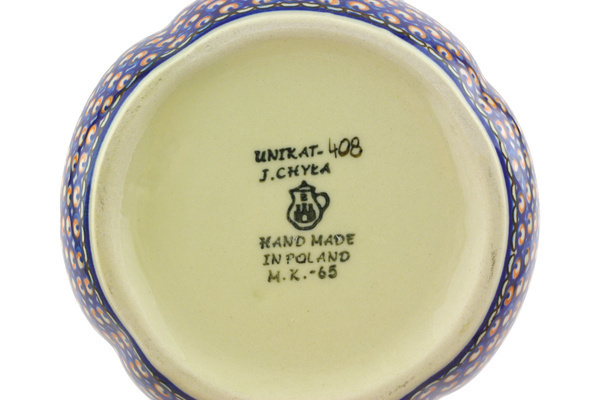 UNIKAT-408
J. CHYŁA
HAND MADE
IN POLAND
M.K.-65